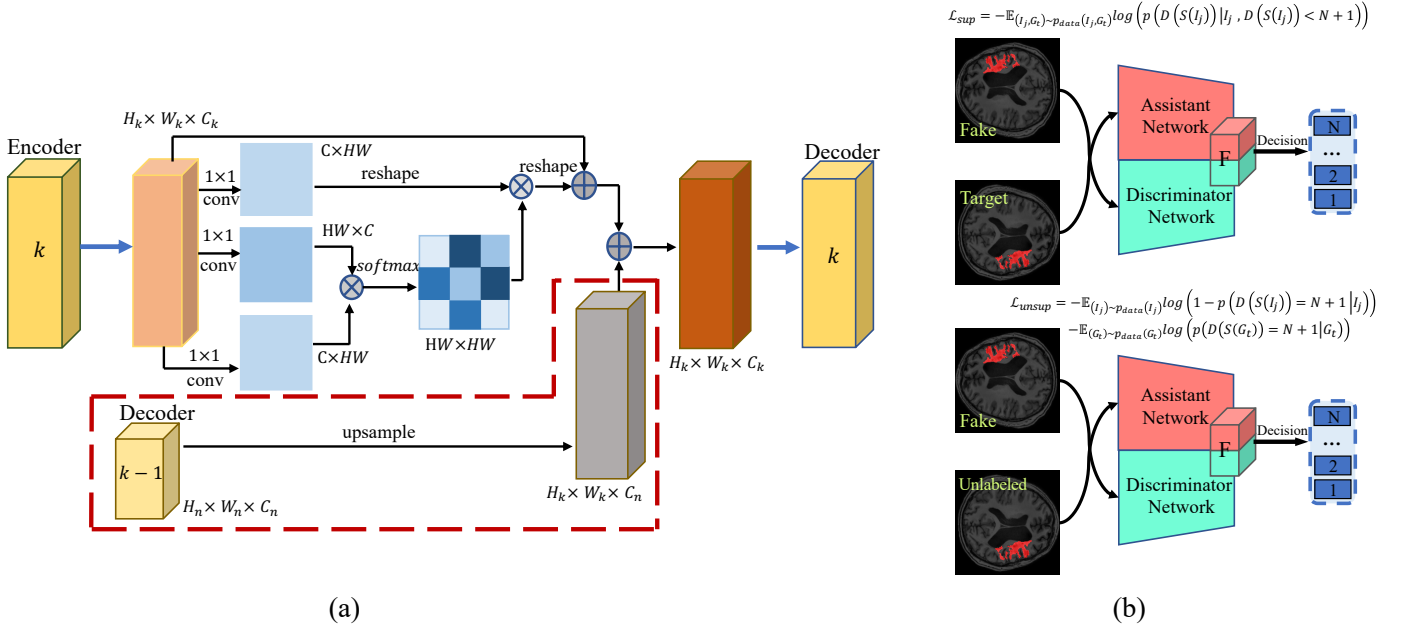 Encoder
k
H_k × W_k × C_k
1×1
conv
C×HW
reshape
1×1
conv
HW×C
softmax
HW×HW
1×1
conv
C×HW
reshape
Decoder
k − 1
H_n × W_n × C_n
upsample
H_k × W_k × C_n
H_k × W_k × C_k
Decoder
k
(a)
ℒ_sup = −𝔼_(I_j,G_t)~p_data(I_j,G_t) log (p (D (S(I_j)) |I_j , D (S(I_j)) < N + 1))
Fake
Target
Assistant
Network
Discriminator
Network
F
Decision
N
...
2
1
ℒ_unsup = −𝔼_(I_j)~p_data(I_j) log (1 − p (D (S(I_j)) = N + 1 |I_j))
−𝔼_(G_t)~p_data(G_t) log (p(D(S(G_t)) = N + 1|G_t))
Fake
Unlabeled
Assistant
Network
Discriminator
Network
F
Decision
N
...
2
1
(b)